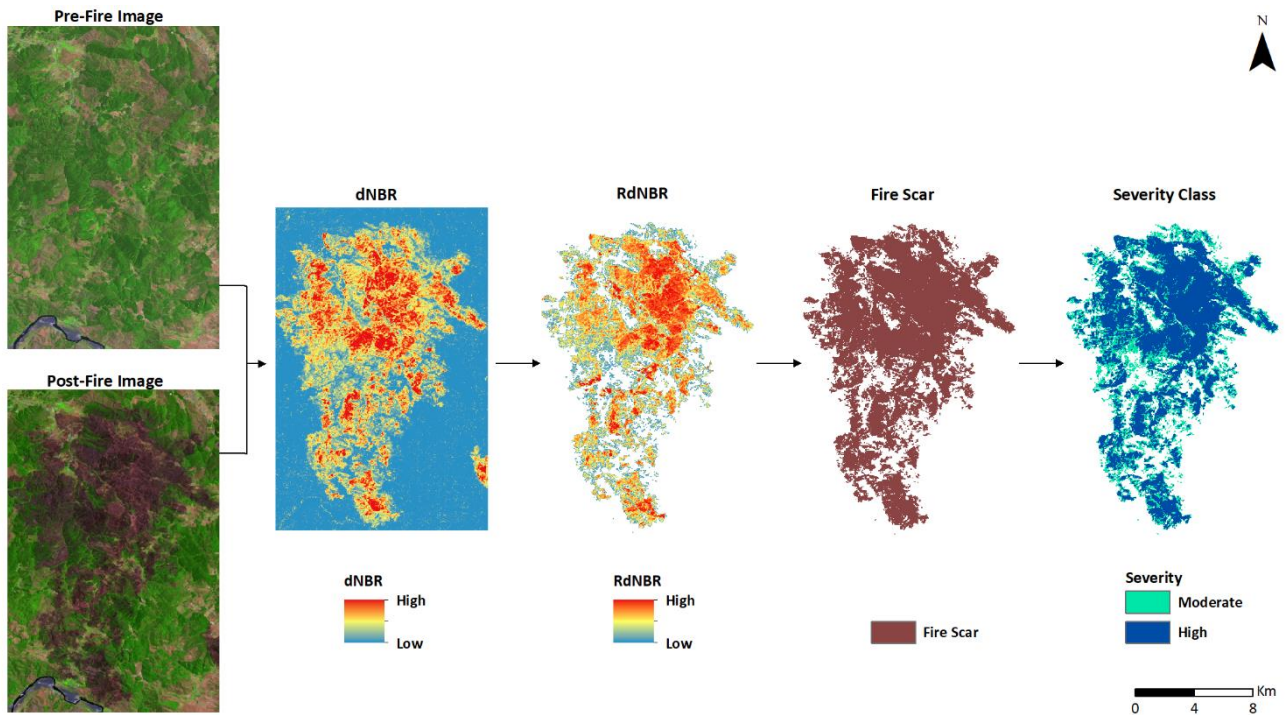 Pre-Fire Image
N
Post-Fire Image
dNBR
RdNBR
Fire Scar
Severity Class
dNBR
High
Low
RdNBR
High
Low
Fire Scar
Severity
Moderate
High
Km
0 4 8